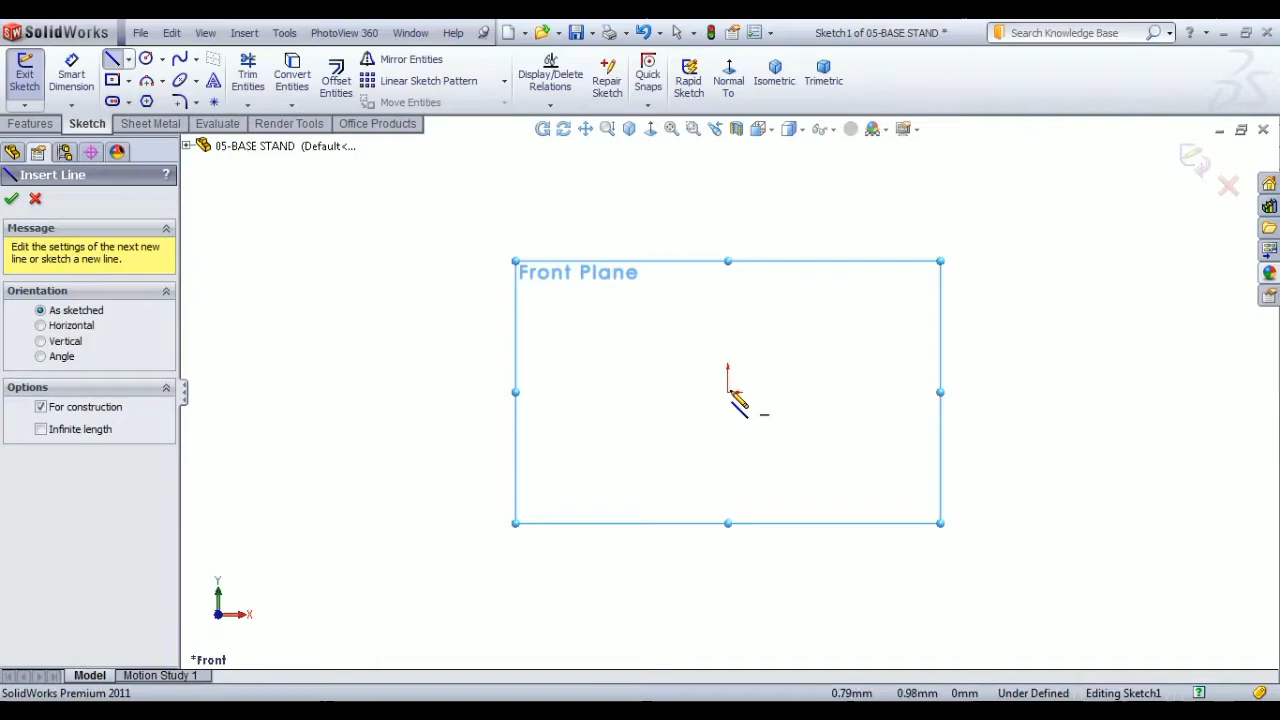 SolidWorks File Edit View Insert Tools PhotoView 360 Window Help Sketch1 of 05-BASE STAND * Search Knowledge Base ?
Exit Sketch Smart Dimension Trim Entities Convert Entities Offset Entities Mirror Entities Linear Sketch Pattern Move Entities Display/Delete Relations Repair Sketch Quick Snaps Rapid Sketch Normal To Isometric Trimetric
Features Sketch Sheet Metal Evaluate Render Tools Office Products
05-BASE STAND (Default<...
Insert Line ?
Message
Edit the settings of the next new
line or sketch a new line.
Orientation
As sketched
Horizontal
Vertical
Angle
Options
For construction
Infinite length
Front Plane
Y
X
*Front
Model Motion Study 1
SolidWorks Premium 2011 0.79mm 0.98mm 0mm Under Defined Editing Sketch1 ?